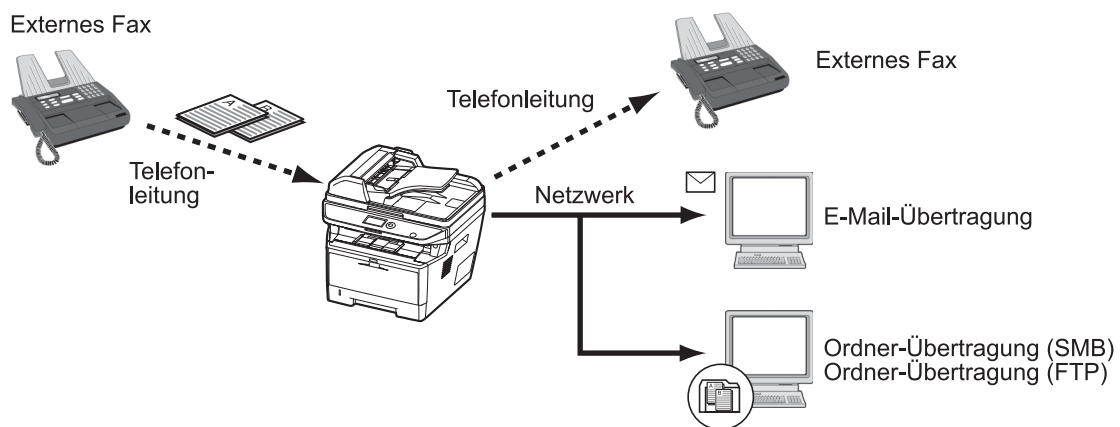 Externes Fax
Externes Fax
Telefonleitung
Telefon-
leitung
Netzwerk
E-Mail-Übertragung
Ordner-Übertragung (SMB)
Ordner-Übertragung (FTP)